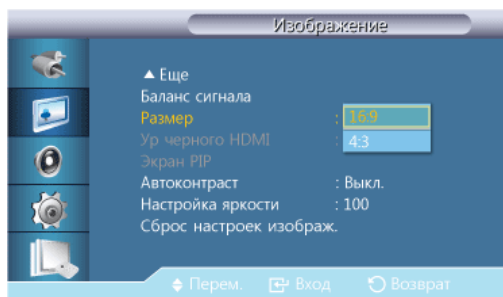 Изображение
▲ Еще
Баланс сигнала
Размер : 16:9
Ур черного HDMI : 4:3
Экран PIP
Автоконтраст : Выкл.
Настройка яркости : 100
Сброс настроек изображ.
Перем. Вход Возврат